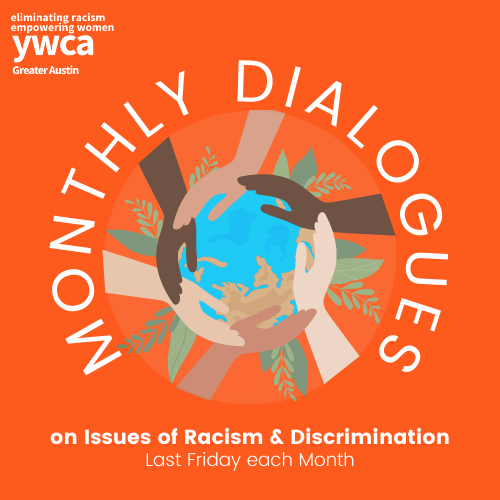 eliminating racism
empowering women
ywca
Greater Austin
MONTHLY DIALOGUES
on Issues of Racism & Discrimination
Last Friday each Month